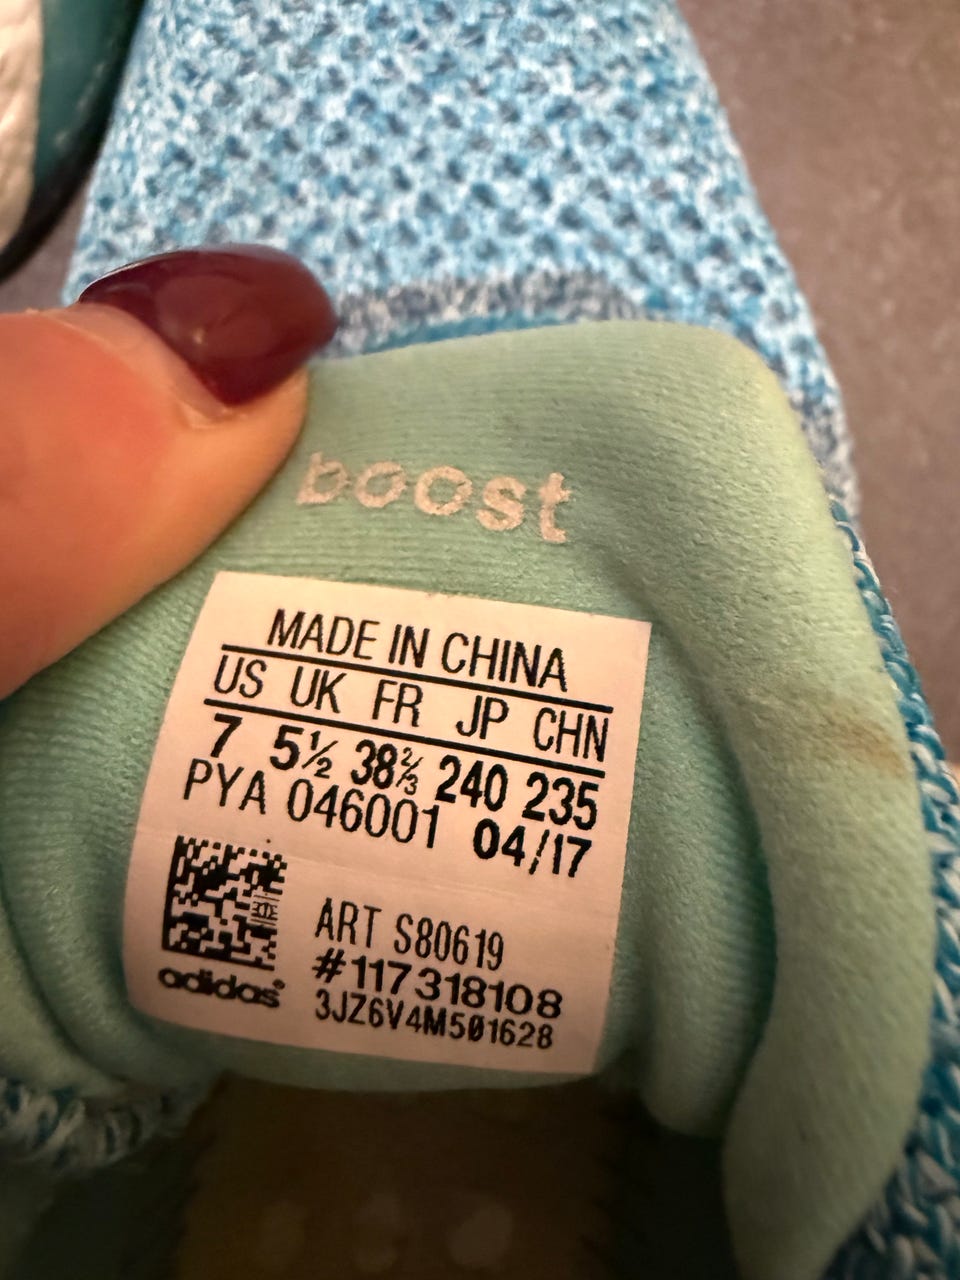 boost
MADE IN CHINA
US UK FR JP CHN
7 5½ 38⅔ 240 235
PYA 046001 04/17
ART S80619
#117318108
adidas®
3JZ6V4M501628